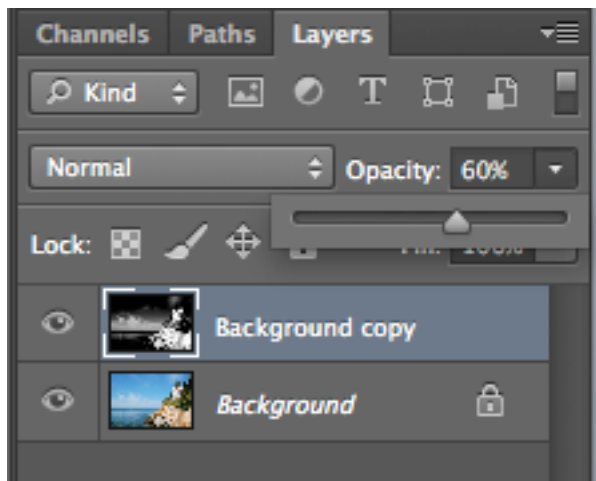 Channels Paths Layers
Kind T
Normal Opacity: 60%
Lock:
Background copy
Background